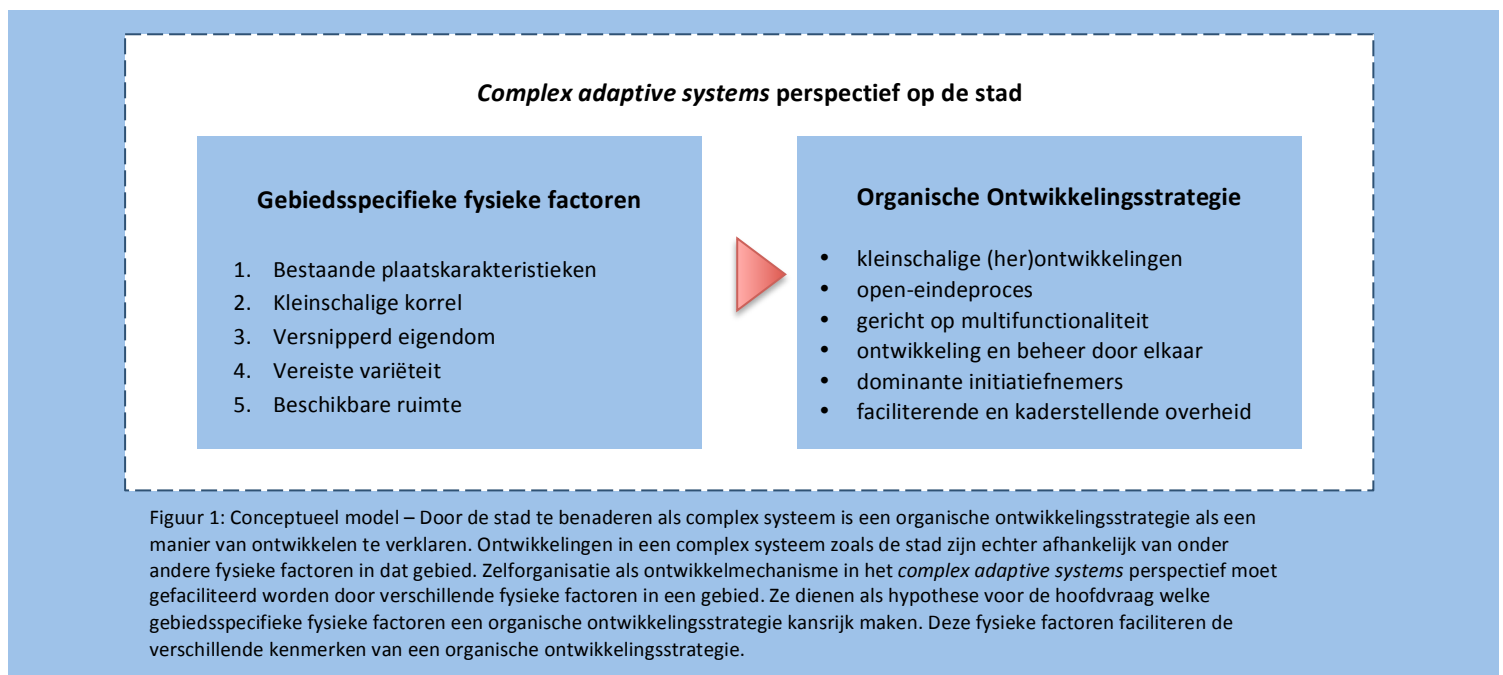 Complex adaptive systems perspectief op de stad
Gebiedsspecifieke fysieke factoren
1. Bestaande plaatskarakteristieken
2. Kleinschalige korrel
3. Versnipperd eigendom
4. Vereiste variëteit
5. Beschikbare ruimte
Organische Ontwikkelingsstrategie
• kleinschalige (her)ontwikkelingen
• open-eindeproces
• gericht op multifunctionaliteit
• ontwikkeling en beheer door elkaar
• dominante initiatiefnemers
• faciliterende en kaderstellende overheid
Figuur 1: Conceptueel model – Door de stad te benaderen als complex systeem is een organische ontwikkelingsstrategie als een
manier van ontwikkelen te verklaren. Ontwikkelingen in een complex systeem zoals de stad zijn echter afhankelijk van onder
andere fysieke factoren in dat gebied. Zelforganisatie als ontwikkelmechanisme in het complex adaptive systems perspectief moet
gefaciliteerd worden door verschillende fysieke factoren in een gebied. Ze dienen als hypothese voor de hoofdvraag welke
gebiedsspecifieke fysieke factoren een organische ontwikkelingsstrategie kansrijk maken. Deze fysieke factoren faciliteren de
verschillende kenmerken van een organische ontwikkelingsstrategie.